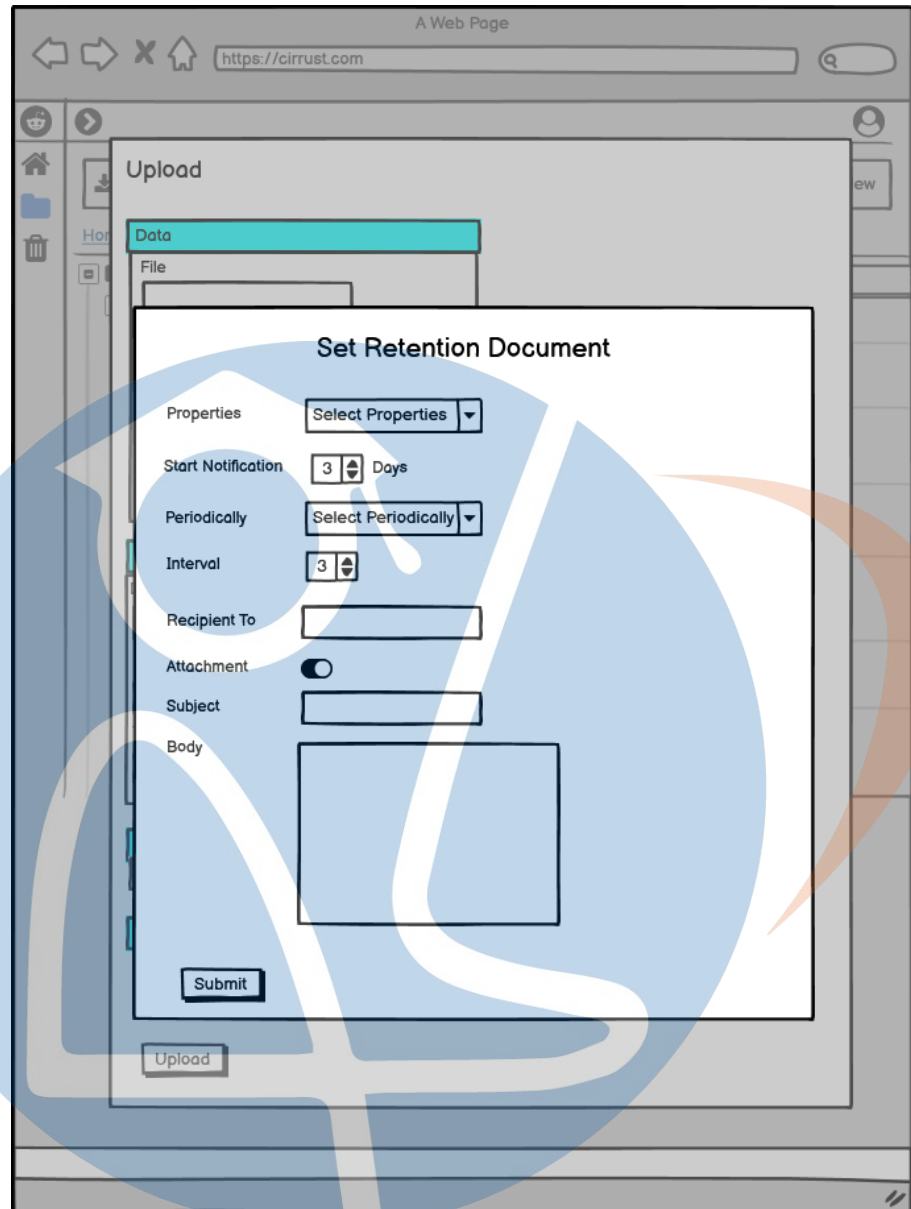 A Web Page
https://cirrust.com
Upload
ew
Hor
Data
File
Set Retention Document
Properties
Select Properties
Start Notification
3
Days
Periodically
Select Periodically
Interval
3
Recipient To
Attachment
Subject
Body
Submit
Upload